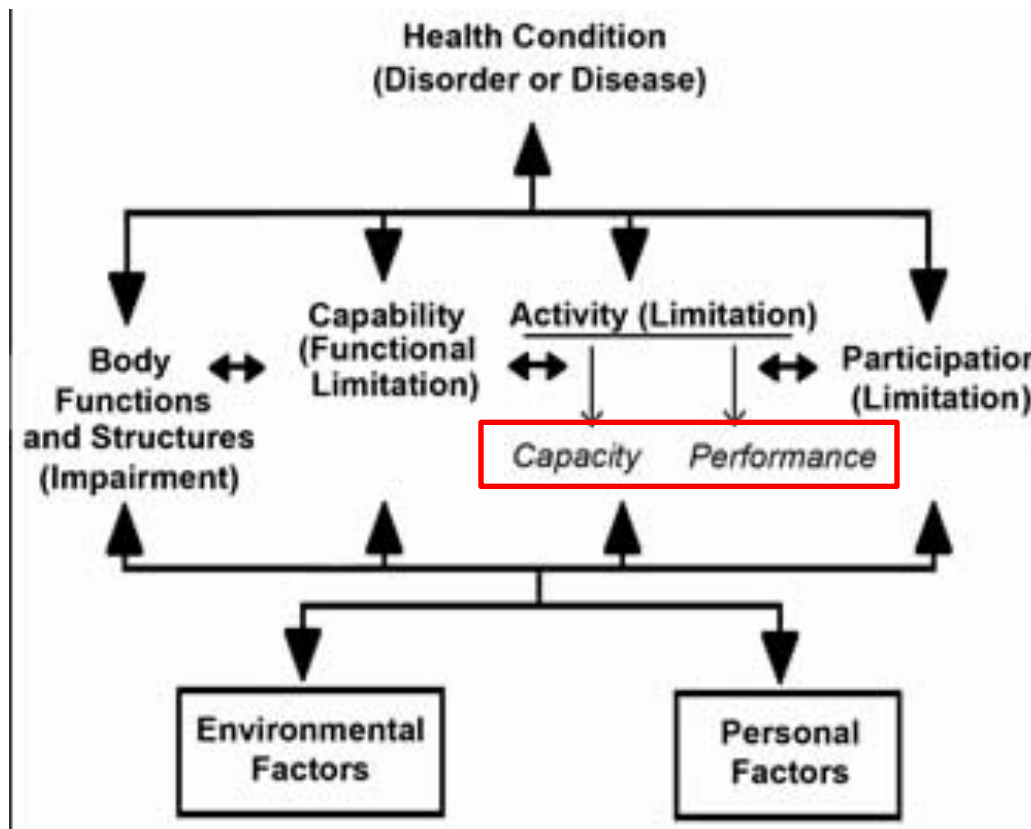 Health Condition
(Disorder or Disease)
Body
Functions
and Structures
(Impairment)
Capability
(Functional
Limitation)
Activity (Limitation)
Capacity
Performance
Participation
(Limitation)
Environmental
Factors
Personal
Factors